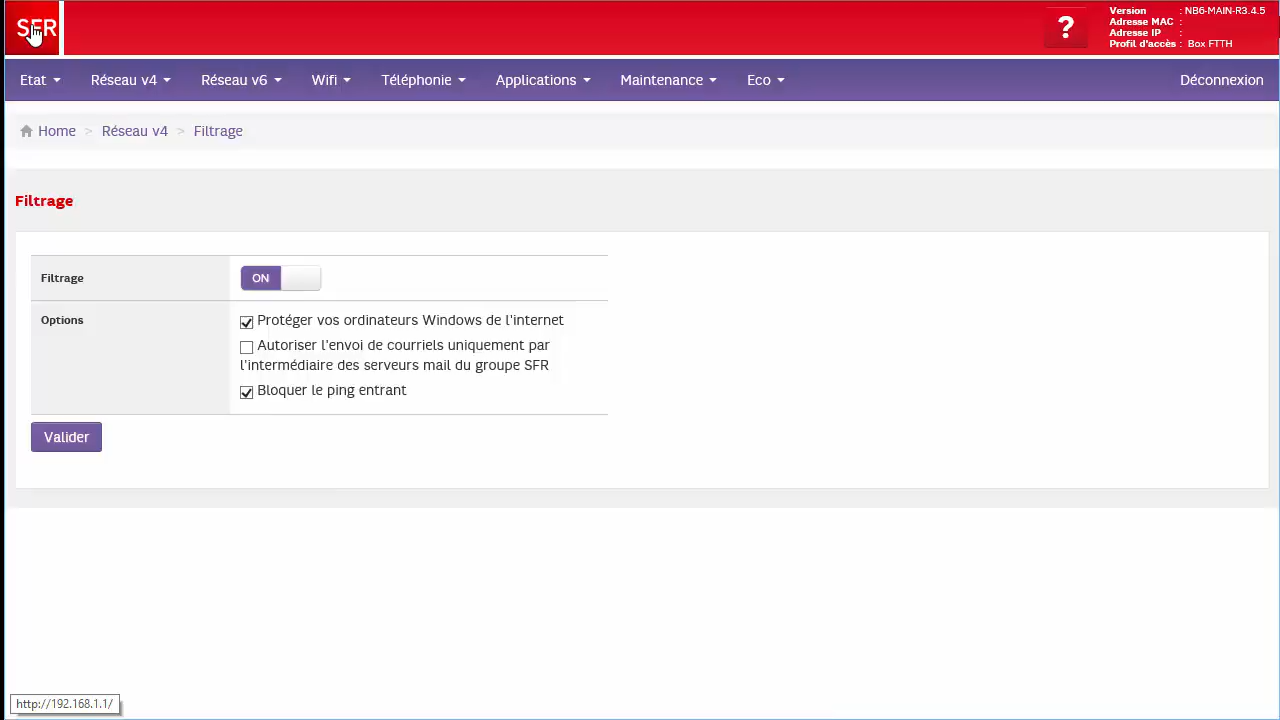 SFR
?
Version : NB6-MAIN-R3.4.5
Adresse MAC :
Adresse IP :
Profil d'accès : Box FTTH
Etat Réseau v4 Réseau v6 Wifi Téléphonie Applications Maintenance Eco Déconnexion
Home > Réseau v4 > Filtrage
Filtrage
Filtrage ON
Options Protéger vos ordinateurs Windows de l'internet
Autoriser l'envoi de courriels uniquement par
l'intermédiaire des serveurs mail du groupe SFR
Bloquer le ping entrant
Valider
http://192.168.1.1/